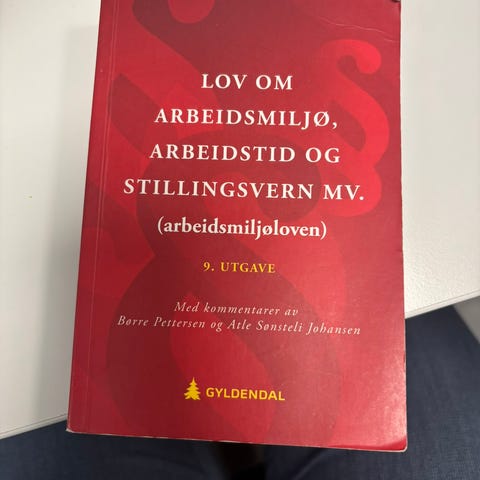 LOV OM
ARBEIDSMILJØ,
ARBEIDSTID OG
STILLINGSVERN MV.
(arbeidsmiljøloven)
9. UTGAVE
Med kommentarer av
Børre Pettersen og Atle Sønsteli Johansen
GYLDENDAL